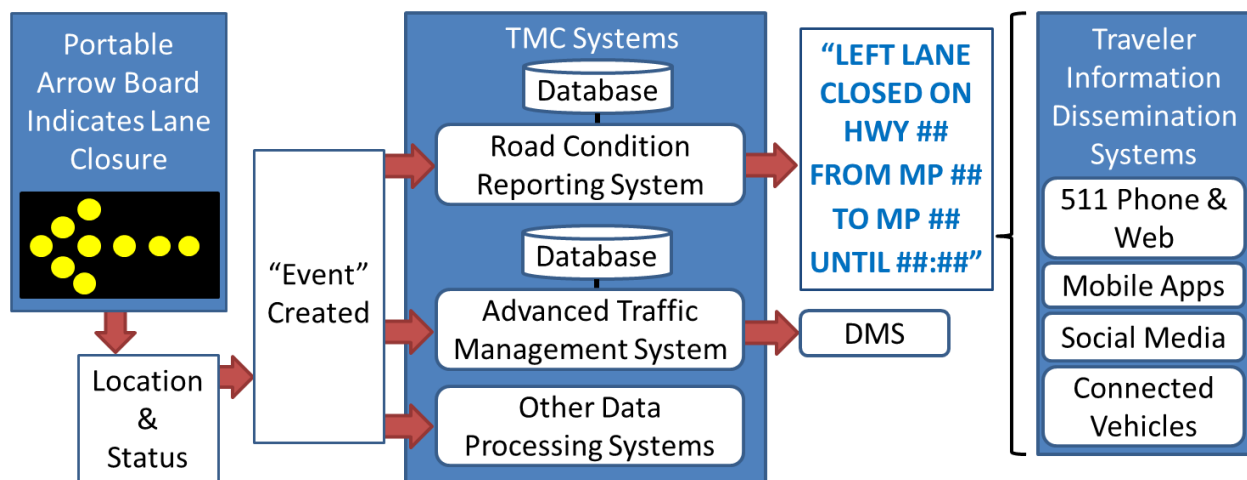 Portable
Arrow Board
Indicates Lane
Closure
Location
&
Status
“Event”
Created
TMC Systems
Database
Road Condition
Reporting System
Database
Advanced Traffic
Management System
Other Data
Processing Systems
“LEFT LANE
CLOSED ON
HWY ##
FROM MP ##
TO MP ##
UNTIL ##:##”
DMS
Traveler
Information
Dissemination
Systems
511 Phone &
Web
Mobile Apps
Social Media
Connected
Vehicles